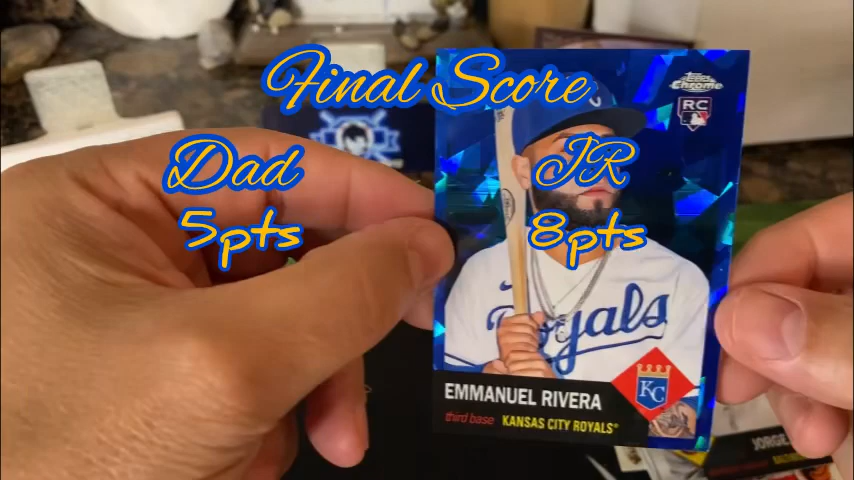 Final Score
Dad
JR
5pts
8pts
Topps
Chrome
RC
Royals
EMMANUEL RIVERA
third base KANSAS CITY ROYALS®
KC
JORGE